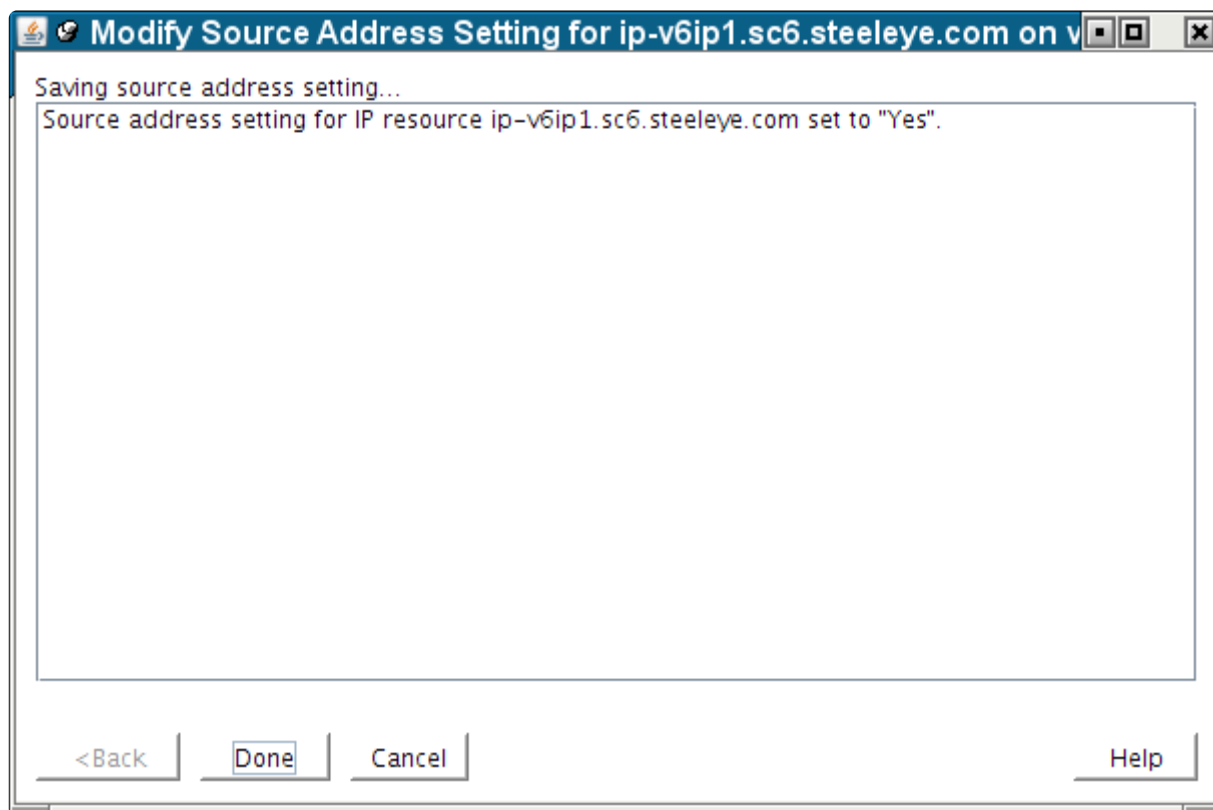 Modify Source Address Setting for ip-v6ip1.sc6.steeleye.com on
Saving source address setting...
Source address setting for IP resource ip-v6ip1.sc6.steeleye.com set to "Yes".
<Back
Done
Cancel
Help